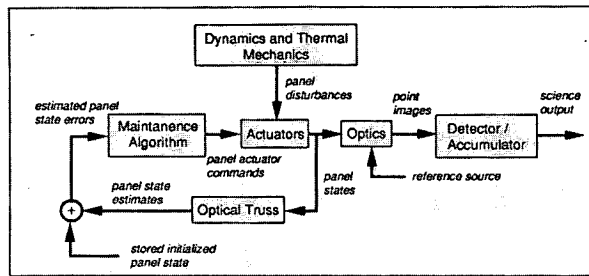 Dynamics and Thermal
Mechanics
panel
disturbances
estimated panel
state errors
point
images
science
output
Maintanence
Algorithm
Actuators
Optics
Detector /
Accumulator
panel actuator
commands
panel
states
reference source
panel state
estimates
Optical Truss
+
stored initialized
panel state